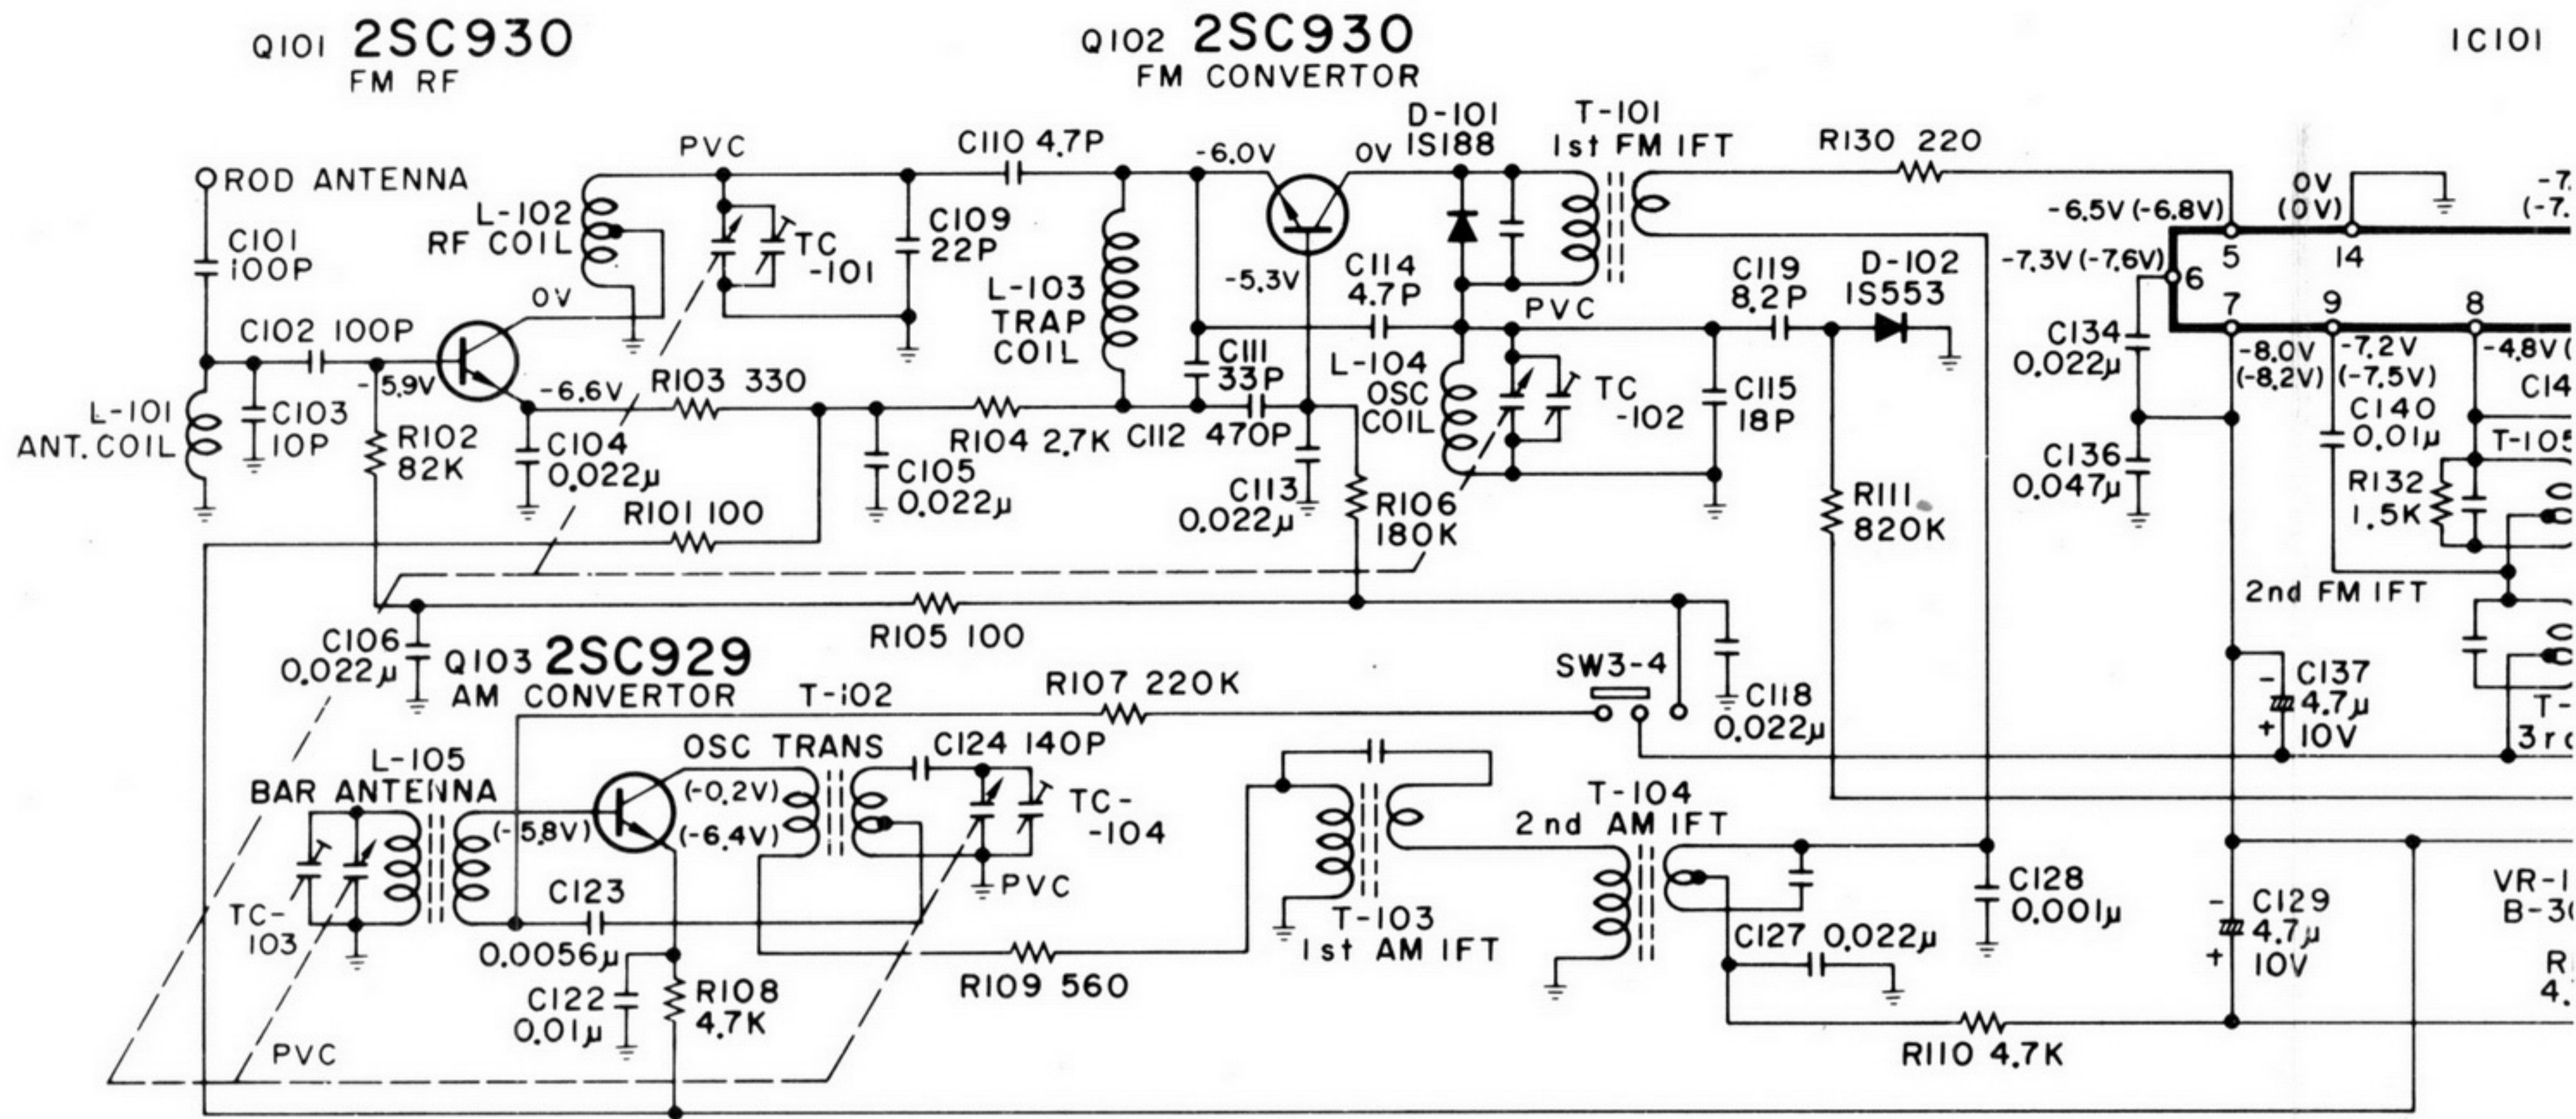 Q101 2SC930
FM RF
Q102 2SC930
FM CONVERTOR
IC101
ROD ANTENNA
C101
100P
L-102
RF COIL
PVC
TC
-101
C109
22P
C110 4.7P
L-103
TRAP
COIL
-6.0V
0V
D-101
IS188
T-101
1st FM IFT
R130 220
-6.5V (-6.8V)
0V
(0V)
-7.
(-7.
5
14
-7.3V (-7.6V)
6
7
9
8
C102 100P
0V
-5.9V
-6.6V
R103 330
L-101
ANT. COIL
C103
10P
R102
82K
C104
0.022μ
R101 100
C105
0.022μ
R104 2.7K
C111
33P
C112 470P
-5.3V
C114
4.7P
C113
0.022μ
L-104
OSC
COIL
PVC
TC
-102
C115
18P
C119
8.2P
D-102
IS553
R106
180K
R111
820K
C134
0.022μ
C136
0.047μ
-8.0V
(-8.2V)
-7.2V
(-7.5V)
-4.8V (
C140
0.01μ
C14
T-105
R132
1.5K
2nd FM IFT
C106
0.022μ
R105 100
Q103 2SC929
AM CONVERTOR
T-102
OSC TRANS
R107 220K
SW3-4
C118
0.022μ
C137
- 4.7μ
+ 10V
T-
3rd
L-105
BAR ANTENNA
(-5.8V)
(-0.2V)
(-6.4V)
C124 140P
TC-
-104
PVC
TC-
103
C123
0.0056μ
C122
0.01μ
R108
4.7K
PVC
R109 560
T-103
1st AM IFT
T-104
2nd AM IFT
C127 0.022μ
C128
0.001μ
R110 4.7K
C129
- 4.7μ
+ 10V
VR-1
B-30
R
4.